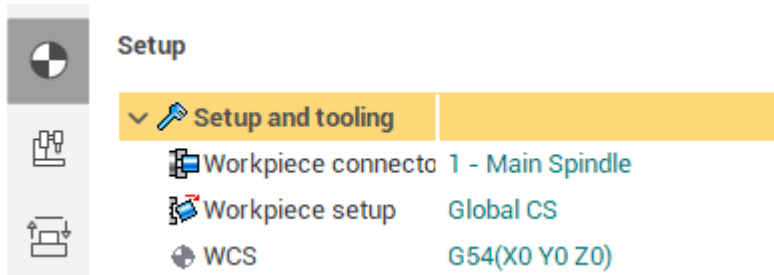 Setup
Setup and tooling
Workpiece connecto 1 - Main Spindle
Workpiece setup Global CS
WCS G54(X0 Y0 Z0)